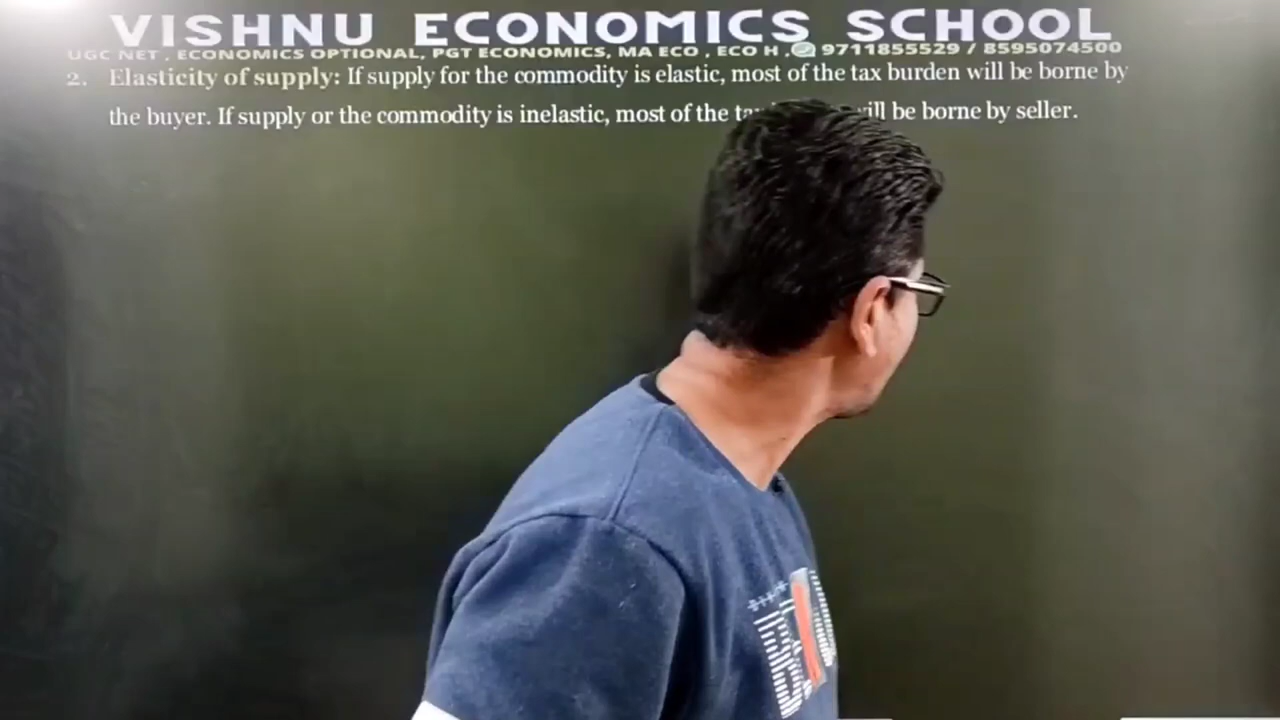 VISHNU ECONOMICS SCHOOL
UGC NET , ECONOMICS OPTIONAL, PGT ECONOMICS, MA ECO , ECO H , 9711855529 / 8595074500
2. Elasticity of supply: If supply for the commodity is elastic, most of the tax burden will be borne by
the buyer. If supply or the commodity is inelastic, most of the will be borne by seller.